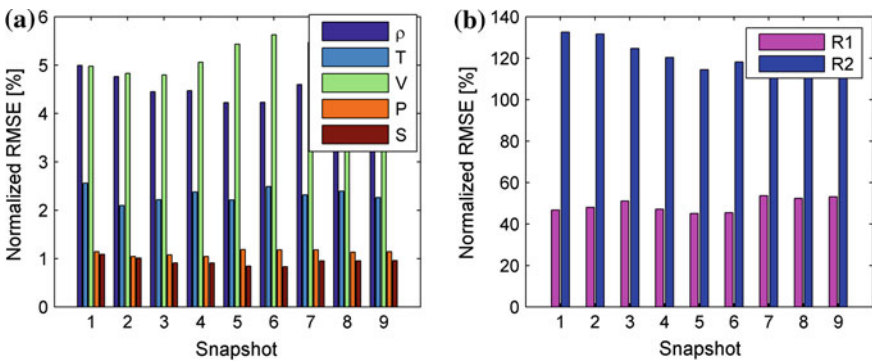 (a)
Normalized RMSE [%]
6
5
4
3
2
1
0
ρ
T
V
P
S
1 2 3 4 5 6 7 8 9
Snapshot
(b)
Normalized RMSE [%]
140
120
100
80
60
40
20
0
R1
R2
1 2 3 4 5 6 7 8 9
Snapshot